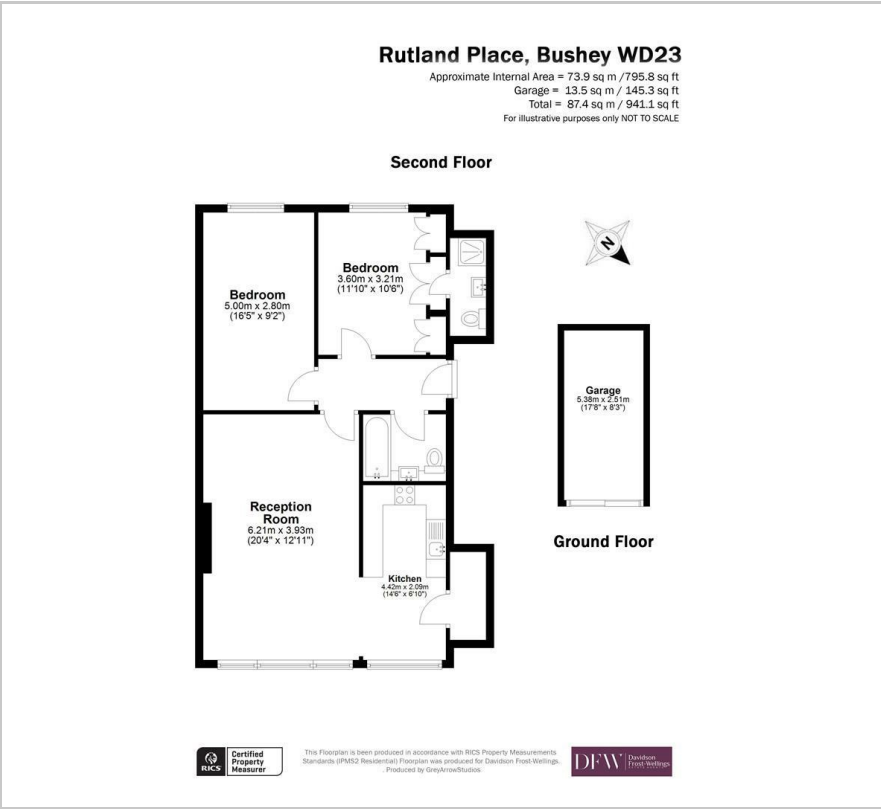 Rutland Place, Bushey WD23
Approximate Internal Area = 73.9 sq m /795.8 sq ft
Garage = 13.5 sq m / 145.3 sq ft
Total = 87.4 sq m / 941.1 sq ft
For illustrative purposes only NOT TO SCALE
Second Floor
Bedroom
5.00m x 2.80m
(16'5" x 9'2")
Bedroom
3.60m x 3.21m
(11'10" x 10'6")
N
Garage
5.38m x 2.51m
(17'8" x 8'3")
Reception
Room
6.21m x 3.93m
(20'4" x 12'11")
Kitchen
4.42m x 2.09m
(14'6" x 6'10")
Ground Floor
RICS
Certified
Property
Measurer
This Floorplan is been produced in accordance with RICS Property Measurements
Standards (IPMS2 Residential) Floorplan was produced for Davidson Frost-Wellings.
. Produced by GreyArrowStudios
DFW
Davidson
Frost-Wellings